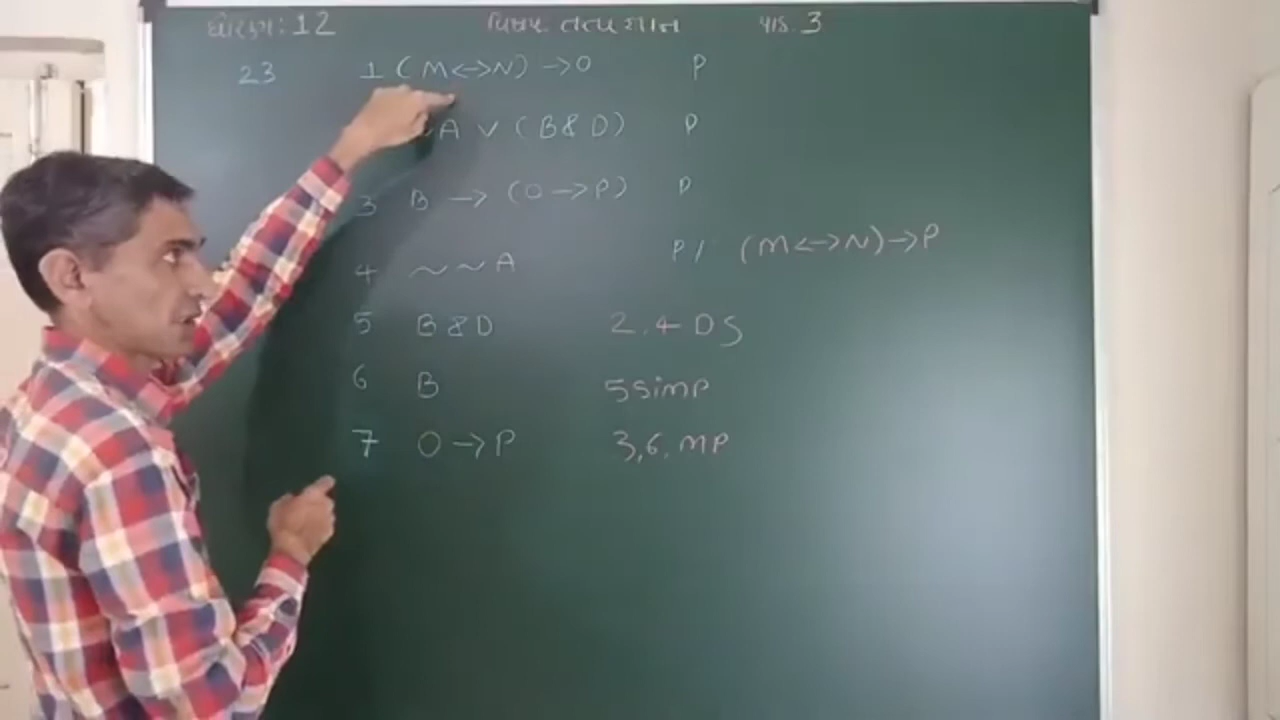 ધોરણ: 12 વિષય તત્વજ્ઞાન પાઠ. 3
23 1 (M<->N) ->O P
~A v (B&D) P
3 B -> (O->P) P
4 ~~A P/ (M<->N)->P
5 B&D 2.4 DS
6 B 5simp
7 O->P 3,6. MP